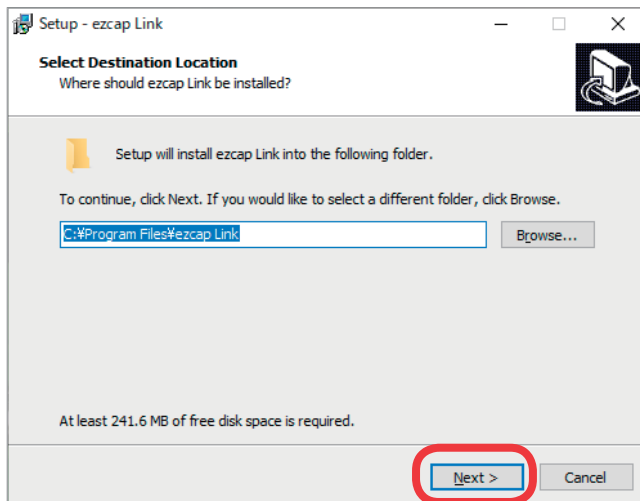 Setup - ezcap Link
Select Destination Location
Where should ezcap Link be installed?
Setup will install ezcap Link into the following folder.
To continue, click Next. If you would like to select a different folder, click Browse.
C:¥Program Files¥ezcap Link
Browse...
At least 241.6 MB of free disk space is required.
Next >
Cancel